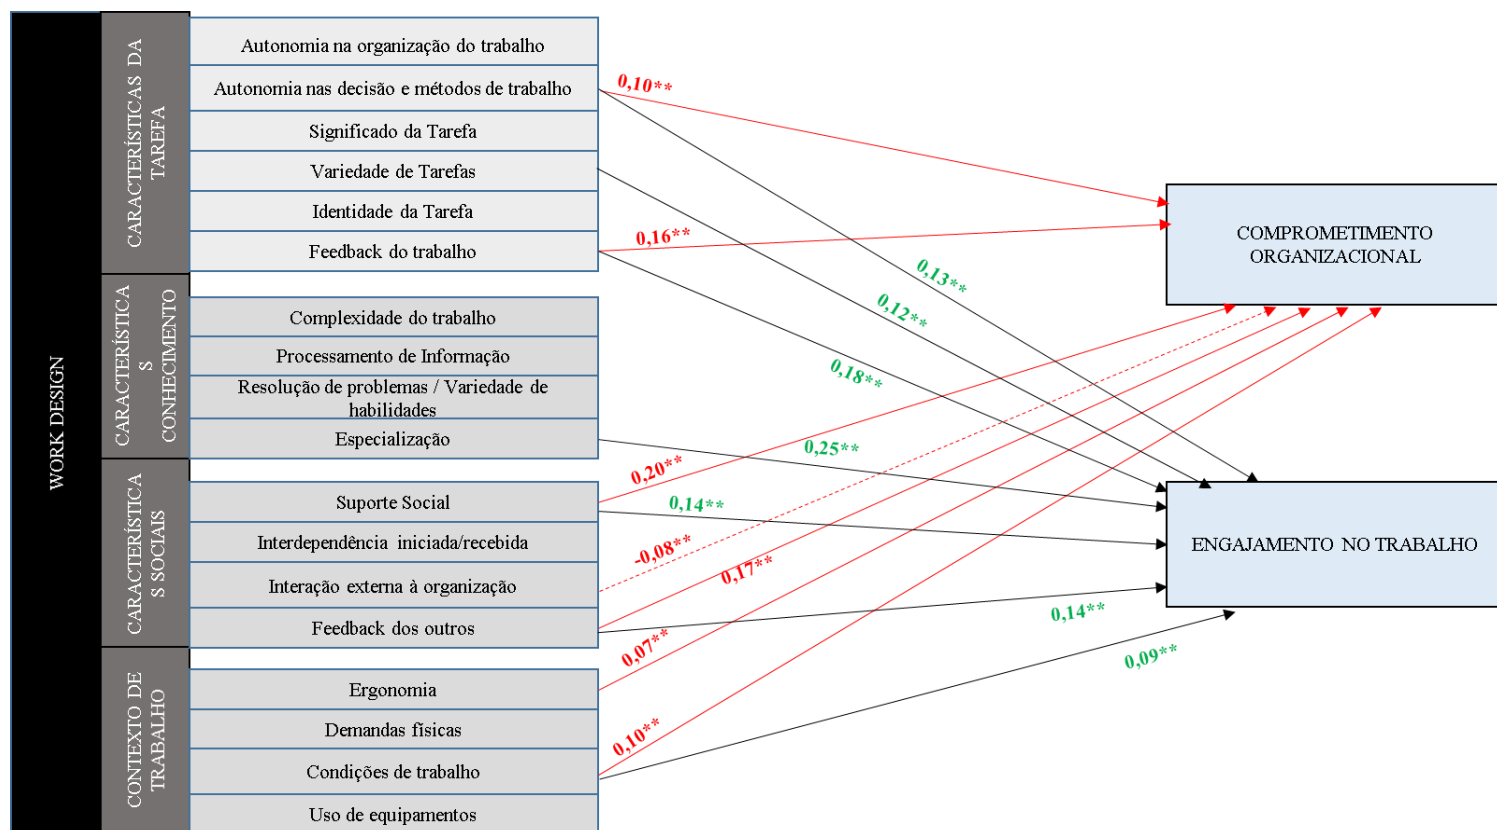 WORK DESIGN
CARACTERÍSTICAS DA
TAREFA
Autonomia na organização do trabalho
Autonomia nas decisão e métodos de trabalho
Significado da Tarefa
Variedade de Tarefas
Identidade da Tarefa
Feedback do trabalho
CARACTERÍSTICA
S
CONHECIMENTO
Complexidade do trabalho
Processamento de Informação
Resolução de problemas / Variedade de
habilidades
Especialização
CARACTERÍSTICA
S SOCIAIS
Suporte Social
Interdependência iniciada/recebida
Interação externa à organização
Feedback dos outros
CONTEXTO DE
TRABALHO
Ergonomia
Demandas físicas
Condições de trabalho
Uso de equipamentos
0,10**
0,16**
0,13**
0,12**
0,18**
0,25**
0,20**
0,14**
-0,08**
0,17**
0,14**
0,07**
0,09**
0,10**
COMPROMETIMENTO
ORGANIZACIONAL
ENGAJAMENTO NO TRABALHO